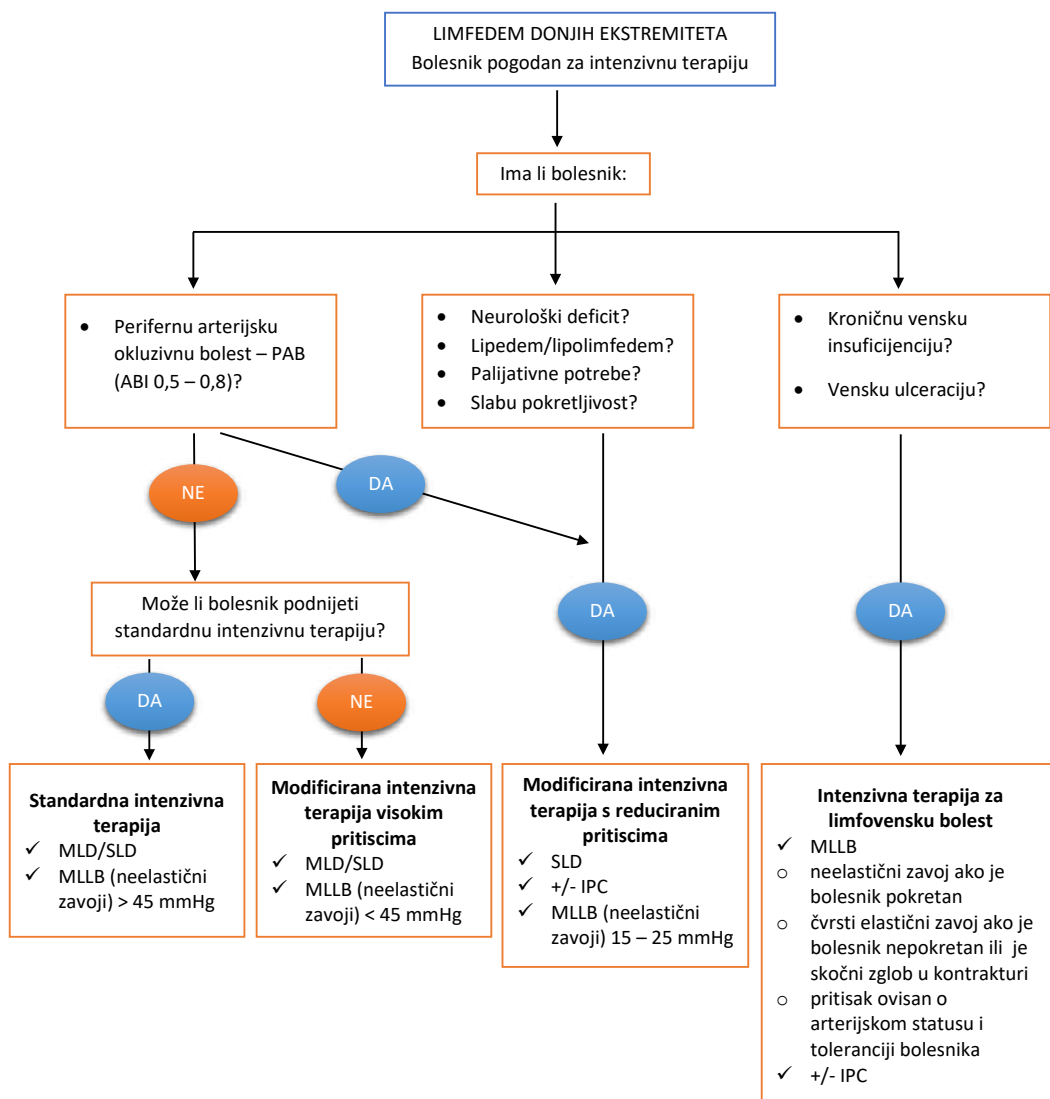 LIMFEDEM DONJIH EKSTREMITETA
Bolesnik pogodan za intenzivnu terapiju
Ima li bolesnik:
• Perifernu arterijsku
okluzivnu bolest – PAB
(ABI 0,5 – 0,8)?
• Neurološki deficit?
• Lipedem/lipolimfedem?
• Palijativne potrebe?
• Slabu pokretljivost?
• Kroničnu vensku
insuficijenciju?
• Vensku ulceraciju?
NE
DA
Može li bolesnik podnijeti
standardnu intenzivnu terapiju?
DA
DA
DA
NE
Standardna intenzivna
terapija
✓ MLD/SLD
✓ MLLB (neelastični
zavoji) > 45 mmHg
Modificirana intenzivna
terapija visokim
pritiscima
✓ MLD/SLD
✓ MLLB (neelastični
zavoji) < 45 mmHg
Modificirana intenzivna
terapija s reduciranim
pritiscima
✓ SLD
✓ +/- IPC
✓ MLLB (neelastični
zavoji) 15 – 25 mmHg
Intenzivna terapija za
limfovensku bolest
✓ MLLB
o neelastični zavoj ako je
bolesnik pokretan
o čvrsti elastični zavoj ako je
bolesnik nepokretan ili je
skočni zglob u kontrakturi
o pritisak ovisan o
arterijskom statusu i
toleranciji bolesnika
✓ +/- IPC